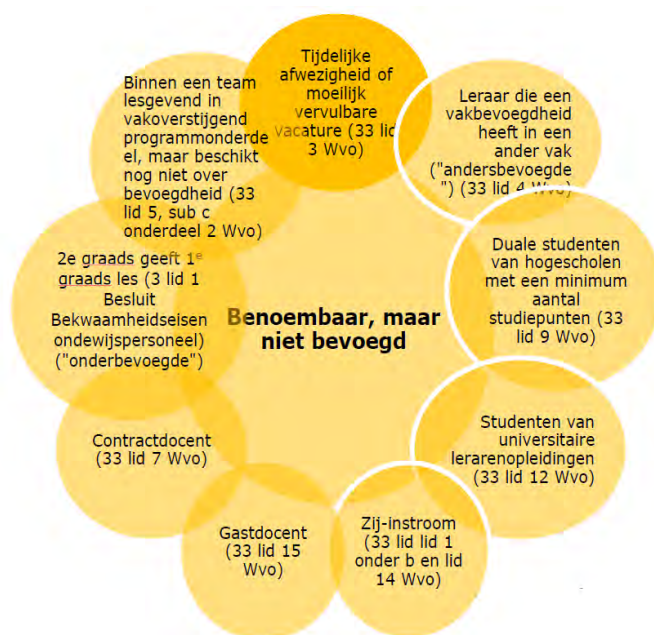 Tijdelijke
afwezigheid of
moeilijk
vervulbare
vacature (33 lid
3 Wvo)
Leraar die een
vakbevoegdheid
heeft in een
ander vak
("andersbevoegde
") (33 lid 4 Wvo)
Duale studenten
van hogescholen
met een minimum
aantal
studiepunten (33
lid 9 Wvo)
Studenten van
universitaire
lerarenopleidingen
(33 lid 12 Wvo)
Zij-instroom
(33 lid lid 1
onder b en lid
14 Wvo)
Gastdocent
(33 lid 15
Wvo)
Contractdocent
(33 lid 7 Wvo)
2e graads geeft 1e
graads les (3 lid 1
Besluit
Bekwaamheidseisen
ondewijspersoneel)
("onderbevoegde")
Binnen een team
lesgevend in
vakoverstijgend
programmonderde
el, maar beschikt
nog niet over
bevoegdheid (33
lid 5, sub c
onderdeel 2 Wvo)
Benoembaar, maar
niet bevoegd